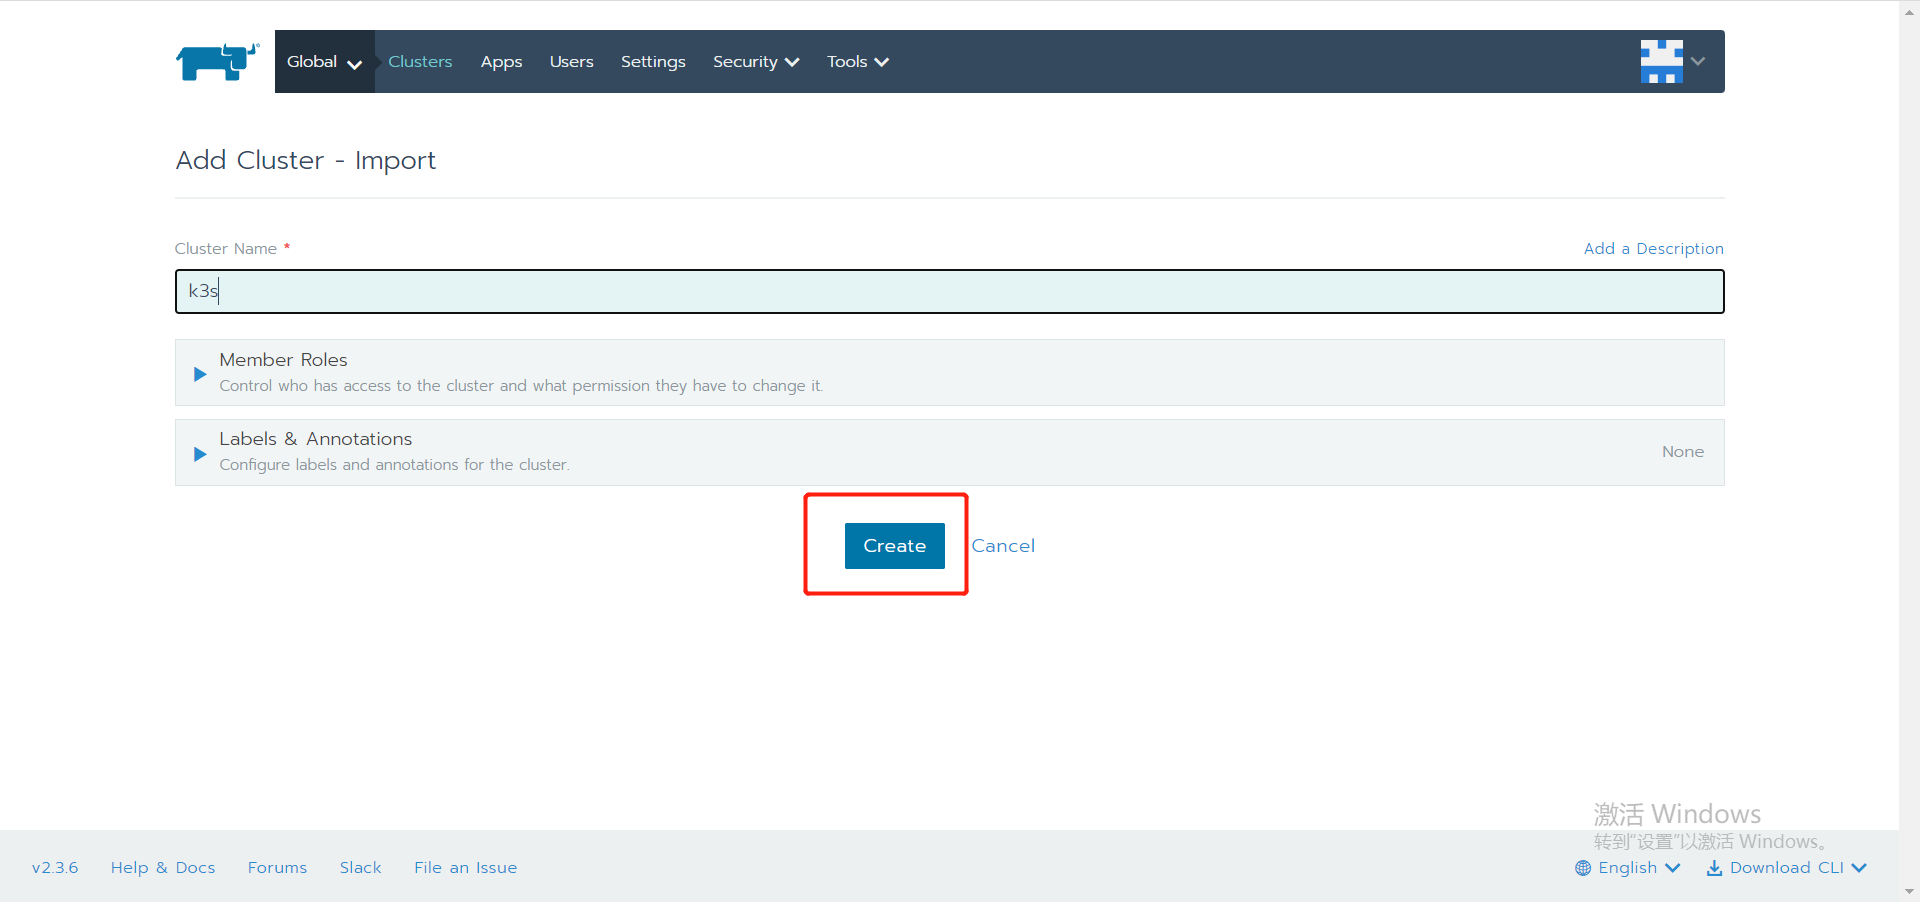 Global Clusters Apps Users Settings Security Tools
Add Cluster - Import
Cluster Name * Add a Description
k3s
Member Roles
Control who has access to the cluster and what permission they have to change it.
Labels & Annotations
Configure labels and annotations for the cluster.
None
Create Cancel
激活 Windows
转到“设置”以激活 Windows。
v2.3.6 Help & Docs Forums Slack File an Issue English Download CLI